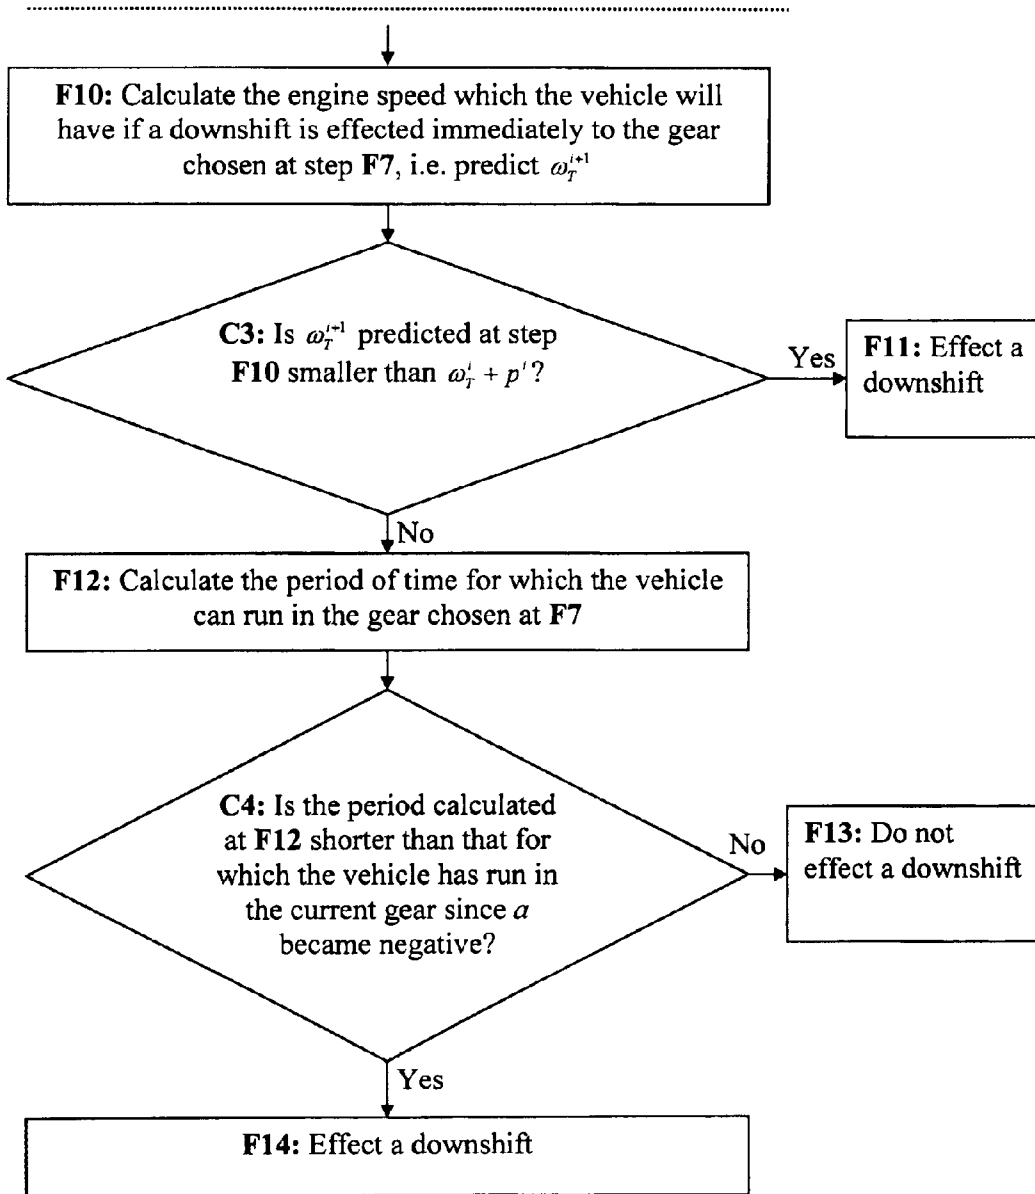 F10: Calculate the engine speed which the vehicle will
have if a downshift is effected immediately to the gear
chosen at step F7, i.e. predict ω_T^{i+1}
C3: Is ω_T^{i+1} predicted at step
F10 smaller than ω_T^i + p^i?
Yes
F11: Effect a
downshift
No
F12: Calculate the period of time for which the vehicle
can run in the gear chosen at F7
C4: Is the period calculated
at F12 shorter than that for
which the vehicle has run in
the current gear since a
became negative?
No
F13: Do not
effect a downshift
Yes
F14: Effect a downshift